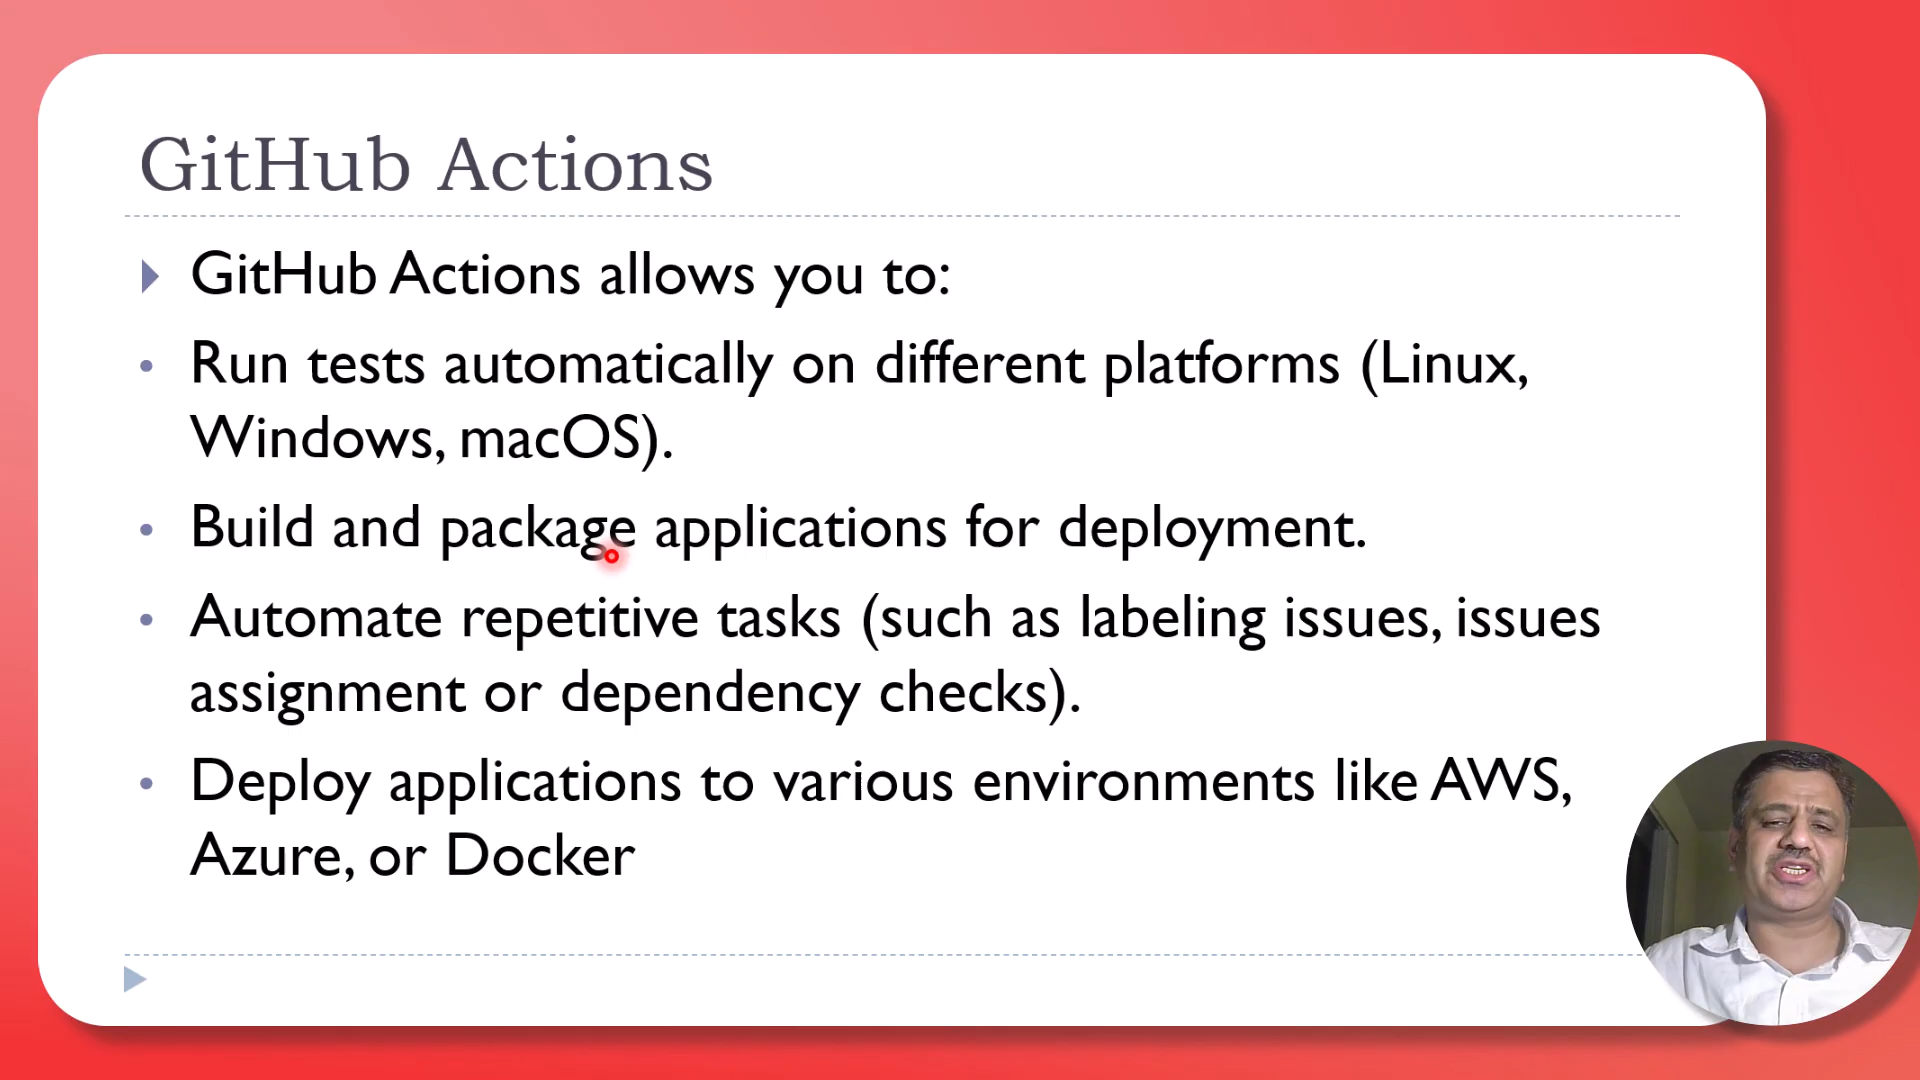 GitHub Actions
GitHub Actions allows you to:
Run tests automatically on different platforms (Linux,
Windows, macOS).
Build and package applications for deployment.
Automate repetitive tasks (such as labeling issues, issues
assignment or dependency checks).
Deploy applications to various environments like AWS,
Azure, or Docker